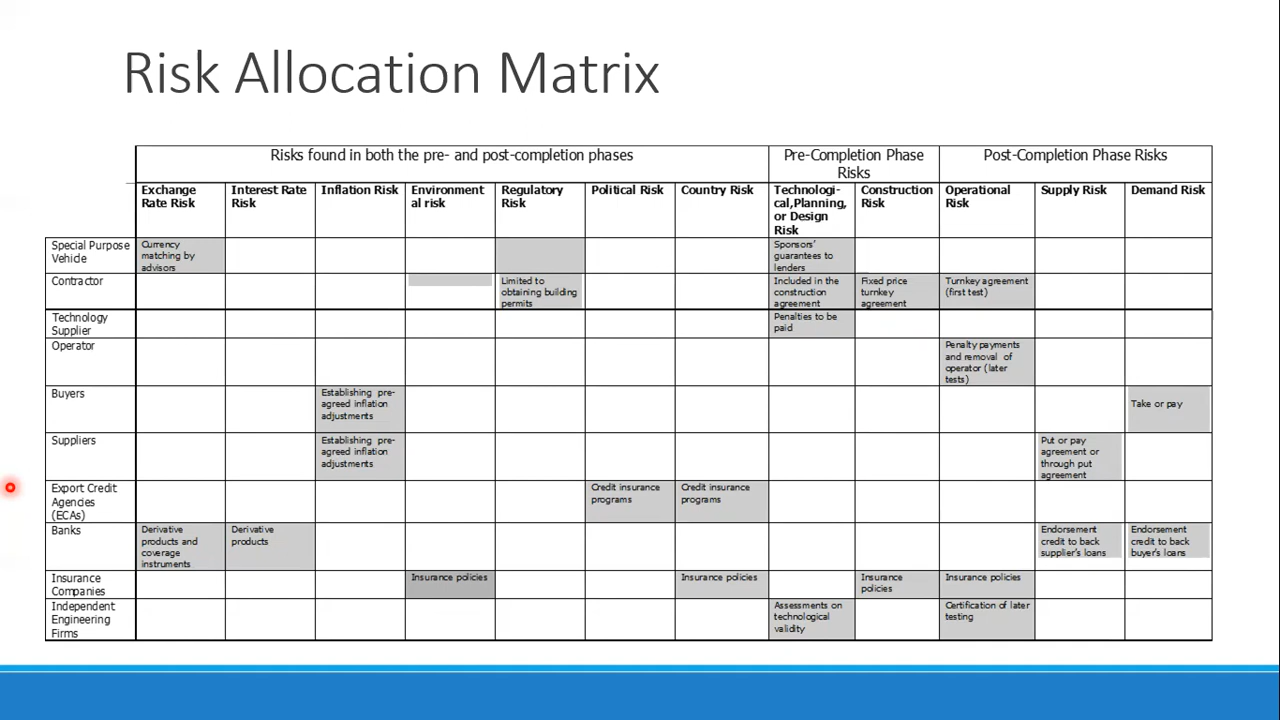 Risk Allocation Matrix
Risks found in both the pre- and post-completion phases
Pre-Completion Phase
Risks
Post-Completion Phase Risks
Exchange
Rate Risk
Interest Rate
Risk
Inflation Risk
Environment
al risk
Regulatory
Risk
Political Risk
Country Risk
Technologi-
cal,Planning,
or Design
Risk
Construction
Risk
Operational
Risk
Supply Risk
Demand Risk
Special Purpose
Vehicle
Currency
matching by
advisors
Sponsors'
guarantees to
lenders
Contractor
Limited to
obtaining building
permits
Included in the
construction
agreement
Fixed price
turnkey
agreement
Turnkey agreement
(first test)
Technology
Supplier
Penalties to be
paid
Operator
Penalty payments
and removal of
operator (later
tests)
Buyers
Establishing pre-
agreed inflation
adjustments
Take or pay
Suppliers
Establishing pre-
agreed inflation
adjustments
Put or pay
agreement or
through put
agreement
Export Credit
Agencies
(ECAs)
Credit insurance
programs
Credit insurance
programs
Banks
Derivative
products and
coverage
instruments
Derivative
products
Endorsement
credit to back
supplier's loans
Endorsement
credit to back
buyer's loans
Insurance
Companies
Insurance policies
Insurance policies
Insurance
policies
Insurance policies
Independent
Engineering
Firms
Assessments on
technological
validity
Certification of later
testing